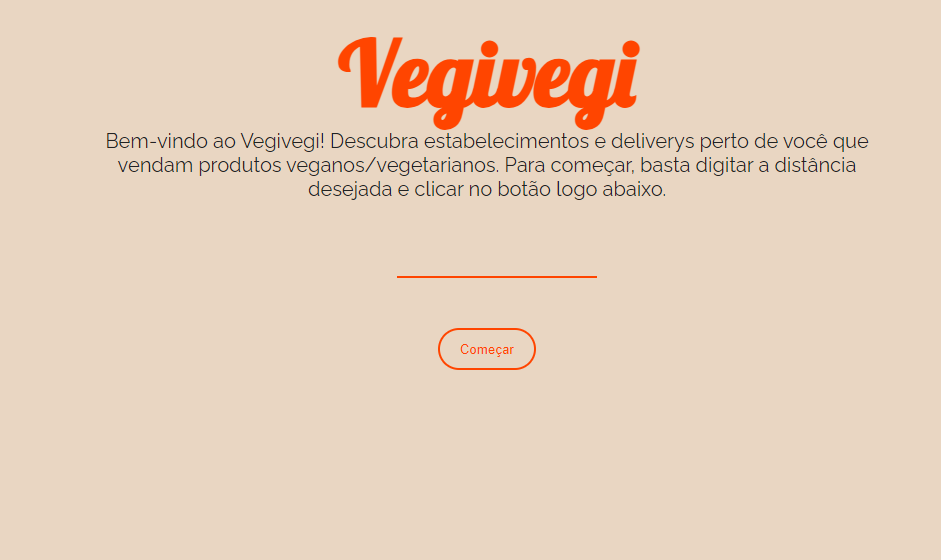 Vegivegi
Bem-vindo ao Vegivegi! Descubra estabelecimentos e deliverys perto de você que
vendam produtos veganos/vegetarianos. Para começar, basta digitar a distância
desejada e clicar no botão logo abaixo.
Começar